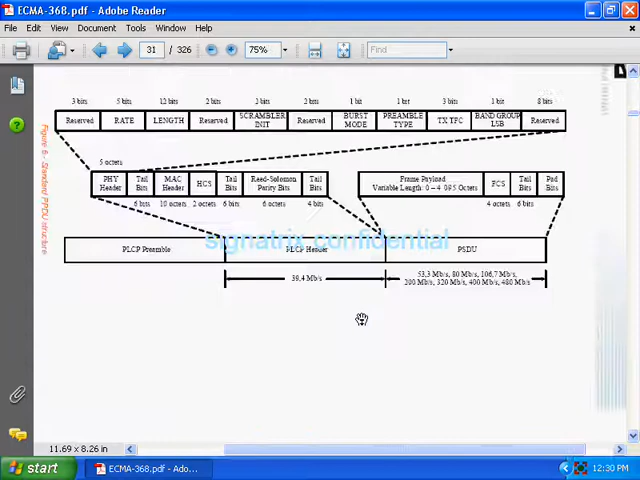 ECMA-368.pdf - Adobe Reader
File Edit View Document Tools Window Help
31 / 326 75% Find
3 bits 5 bits 12 bits 2 bits 2 bits 2 bits 1 bit 1 bit 3 bits 1 bit 8 bits
Reserved RATE LENGTH Reserved SCRAMBLER INIT Reserved BURST MODE PREAMBLE TYPE TX TFC BAND GROUP LSB Reserved
5 octets
PHY Header Tail Bits MAC Header HCS Tail Bits Reed-Solomon Parity Bits Tail Bits Frame Payload Variable Length: 0 – 4 095 Octets FCS Tail Bits Pad Bits
6 bits 10 octets 2 octets 6 bits 6 octets 4 bits 4 octets 6 bits
signatrix confidential
PLCP Preamble PLCP Header PSDU
39,4 Mb/s
53,3 Mb/s, 80 Mb/s, 106,7 Mb/s,
200 Mb/s, 320 Mb/s, 400 Mb/s, 480 Mb/s
Figure 6 - Standard PPDU structure
11.69 x 8.26 in
start ECMA-368.pdf - Ado... 12:30 PM